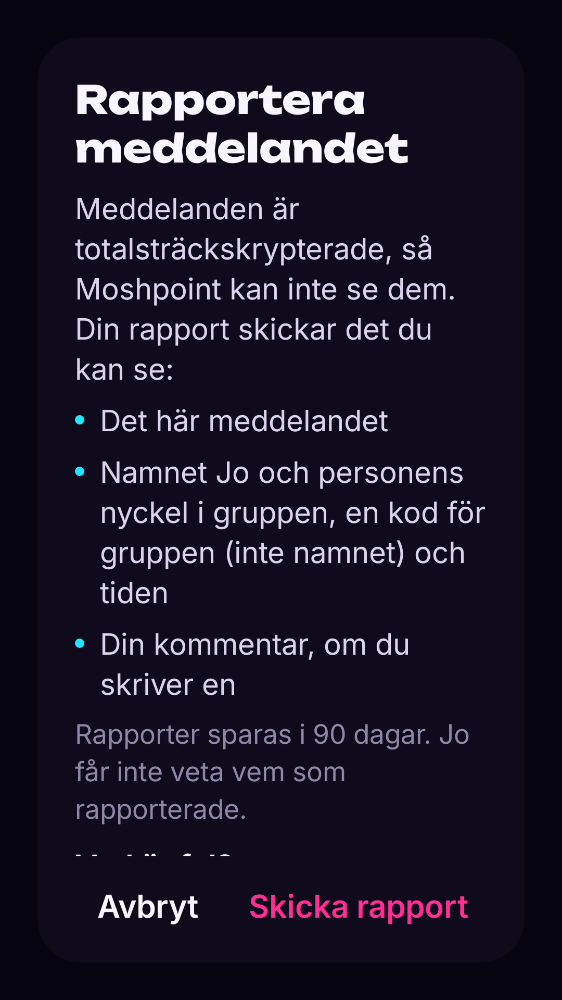 Rapportera
meddelandet
Meddelanden är
totalsträckskrypterade, så
Moshpoint kan inte se dem.
Din rapport skickar det du
kan se:
Det här meddelandet
Namnet Jo och personens
nyckel i gruppen, en kod för
gruppen (inte namnet) och
tiden
Din kommentar, om du
skriver en
Rapporter sparas i 90 dagar. Jo
får inte veta vem som
rapporterade.
Avbryt
Skicka rapport